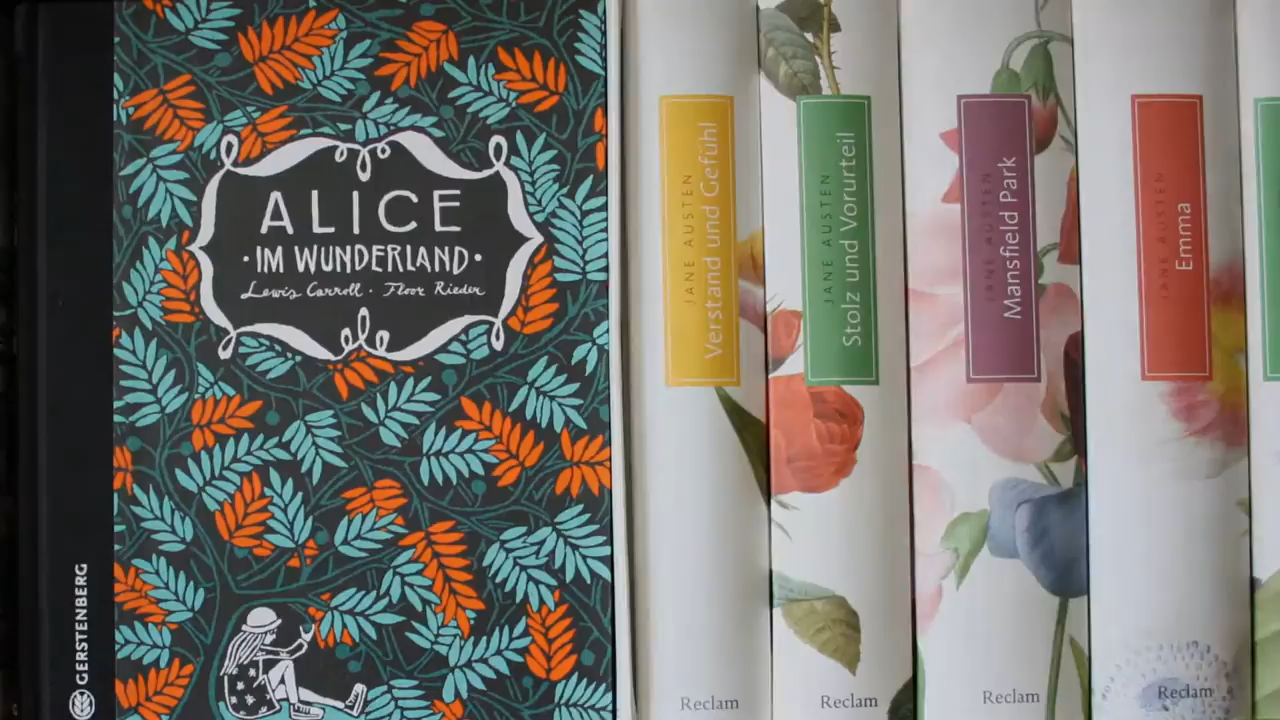 ALICE
·IM WUNDERLAND·
Lewis Carroll · Floor Rieder
GERSTENBERG
JANE AUSTEN
Verstand und Gefühl
Reclam
JANE AUSTEN
Stolz und Vorurteil
Reclam
JANE AUSTEN
Mansfield Park
Reclam
JANE AUSTEN
Emma
Reclam